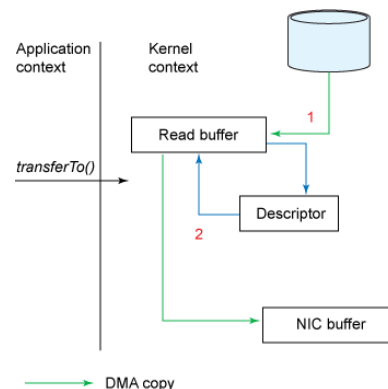 Application
context
Kernel
context
1
Read buffer
transferTo()
Descriptor
2
NIC buffer
DMA copy